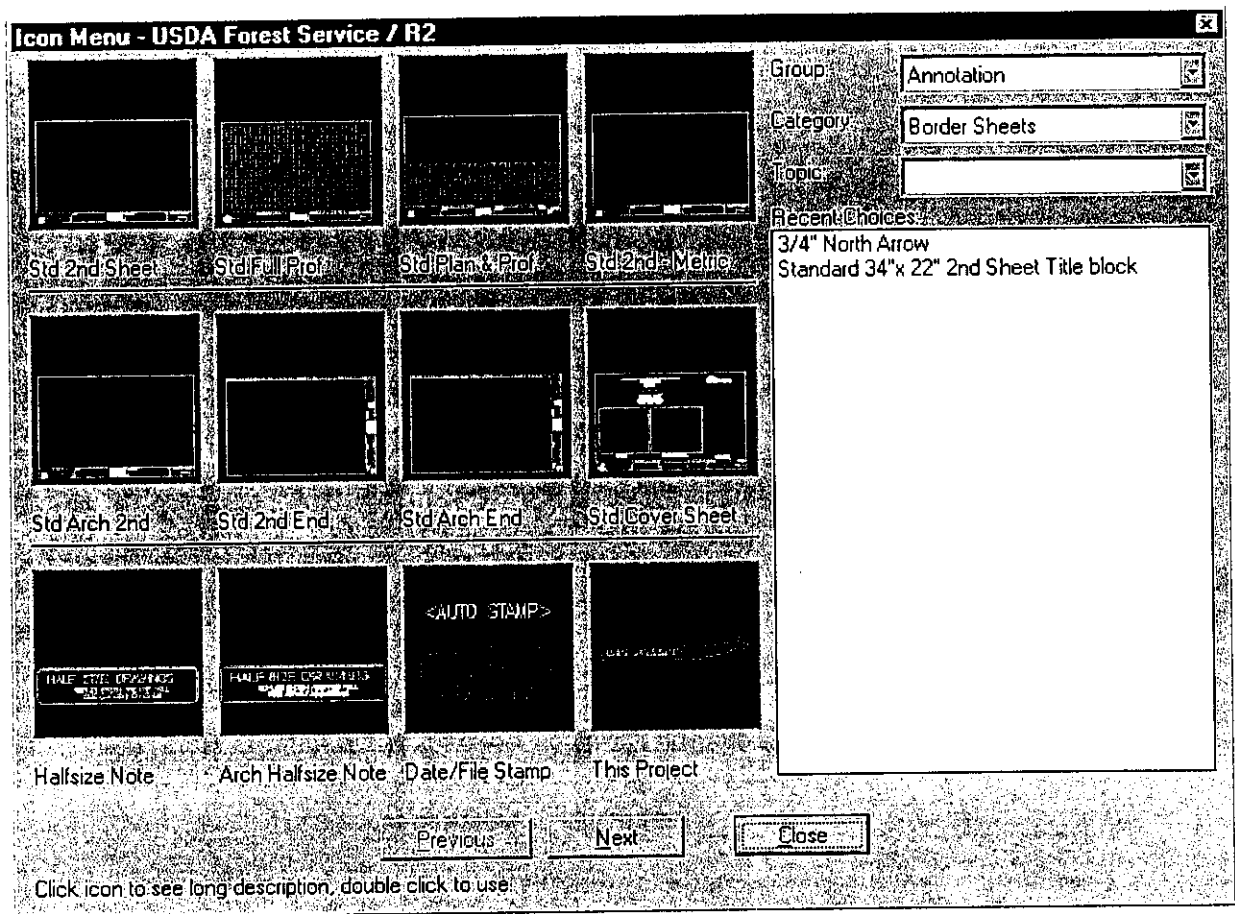 Icon Menu - USDA Forest Service / R2
Group:
Annotation
Category:
Border Sheets
Topic:
Recent Choices
3/4" North Arrow
Standard 34"x 22" 2nd Sheet Title block
Std 2nd Sheet
Std Full Prof
Std Plan & Prof
Std 2nd - Metric
Std Arch 2nd
Std 2nd End
Std Arch End
Std Cover Sheet
HALF SIZE DRAWINGS
HALF SIZE DRAWINGS
<AUTO STAMP>
Halfsize Note
Arch Halfsize Note
Date/File Stamp
This Project
Previous
Next
Close
Click icon to see long description, double click to use.